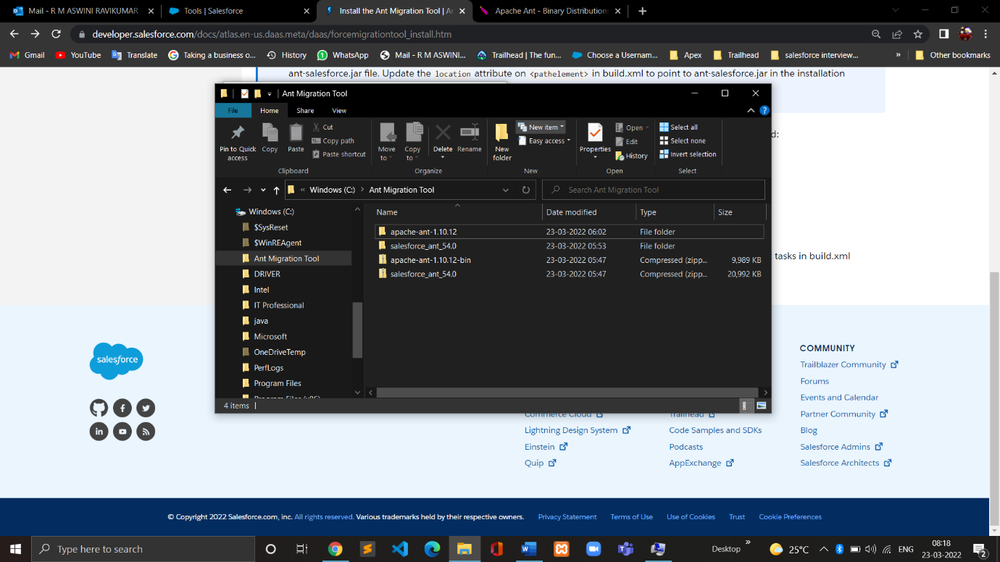 Mail - R M ASWINI RAVIKUMAR
Tools | Salesforce
Install the Ant Migration Tool | A
Apache Ant - Binary Distributions
developer.salesforce.com/docs/atlas.en-us.daas.meta/daas/forcemigrationtool_install.htm
Gmail YouTube Translate Taking a business o... History WhatsApp Mail - R M ASWINI... Trailhead | The fun... Choose a Usernam... Apex Trailhead salesforce interview... » Other bookmarks
ant-salesforce.jar file. Update the location attribute on <pathelement> in build.xml to point to ant-salesforce.jar in the installation
Ant Migration Tool
File Home Share View
Pin to Quick access
Copy
Paste
Cut
Copy path
Paste shortcut
Clipboard
Move to
Copy to
Delete
Rename
Organize
New folder
New item
Easy access
New
Properties
Open
Edit
History
Open
Select all
Select none
Invert selection
Select
d:
« Windows (C:) > Ant Migration Tool
Search Ant Migration Tool
Windows (C:)
$SysReset
$WinREAgent
Ant Migration Tool
DRIVER
Intel
IT Professional
java
Microsoft
OneDriveTemp
PerfLogs
Program Files
Program Files (x86)
Name Date modified Type Size
apache-ant-1.10.12 23-03-2022 06:02 File folder
salesforce_ant_54.0 23-03-2022 05:53 File folder
apache-ant-1.10.12-bin 23-03-2022 05:47 Compressed (zipp... 9,989 KB
salesforce_ant_54.0 23-03-2022 05:47 Compressed (zipp... 20,992 KB
tasks in build.xml
4 items
salesforce
Commerce Cloud
Lightning Design System
Einstein
Quip
Trailhead
Code Samples and SDKs
Podcasts
AppExchange
COMMUNITY
Trailblazer Community
Forums
Events and Calendar
Partner Community
Blog
Salesforce Admins
Salesforce Architects
© Copyright 2022 Salesforce.com, inc. All rights reserved. Various trademarks held by their respective owners. Privacy Statement Terms of Use Use of Cookies Trust Cookie Preferences
Type here to search
Desktop
»
25°C
ENG
08:18
23-03-2022
2